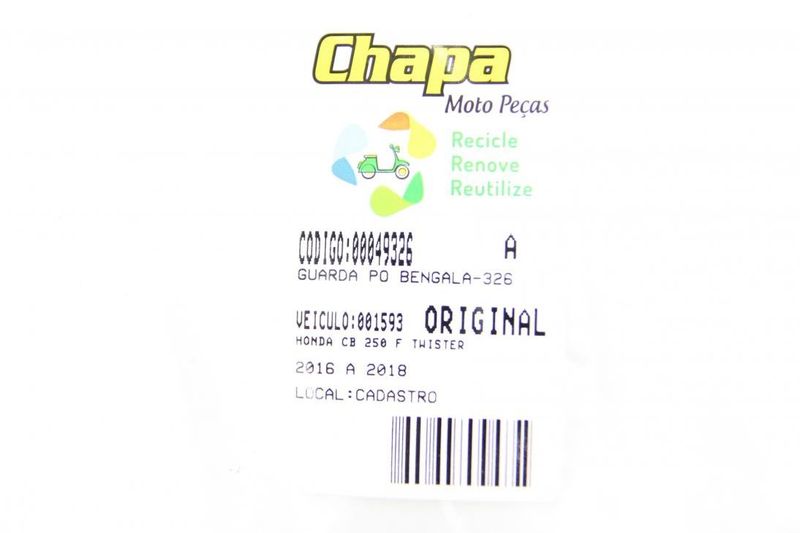 Chapa
Moto Peças
Recicle
Renove
Reutilize
CODIGO:00049326 A
GUARDA PO BENGALA-326
VEICULO:001593 ORIGINAL
HONDA CB 250 F TWISTER
2016 A 2018
LOCAL:CADASTRO